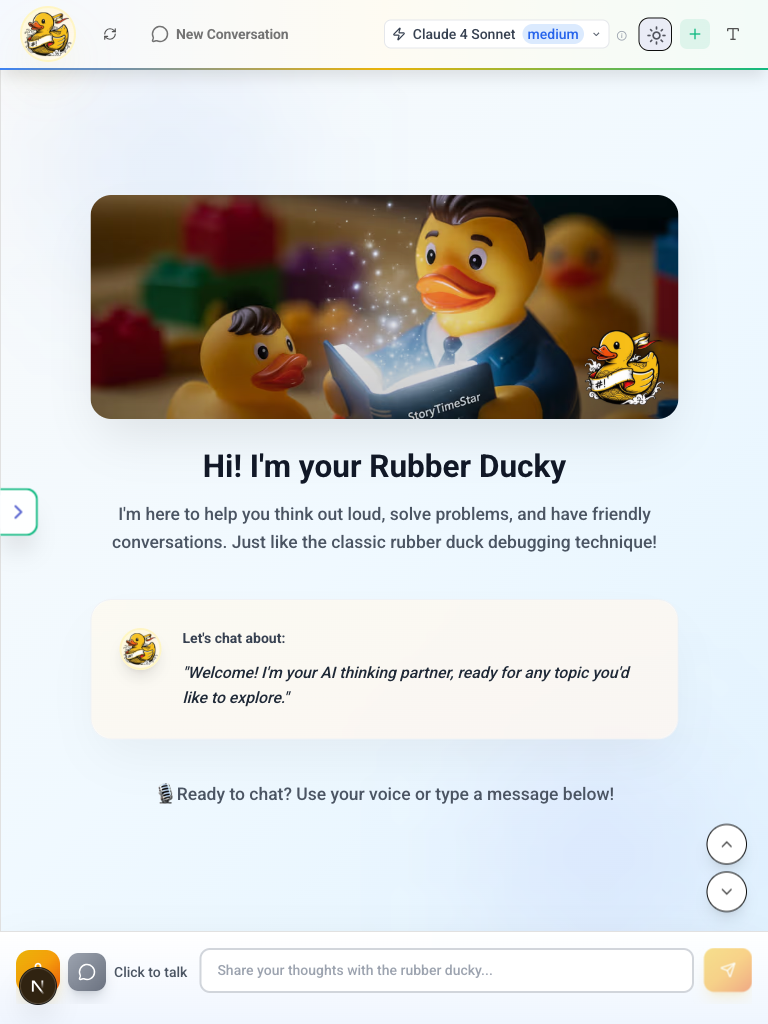 New Conversation
Claude 4 Sonnet medium
T
StoryTimeStar
#!
Hi! I'm your Rubber Ducky
I'm here to help you think out loud, solve problems, and have friendly
conversations. Just like the classic rubber duck debugging technique!
Let's chat about:
"Welcome! I'm your AI thinking partner, ready for any topic you'd
like to explore."
Ready to chat? Use your voice or type a message below!
N
Click to talk
Share your thoughts with the rubber ducky...